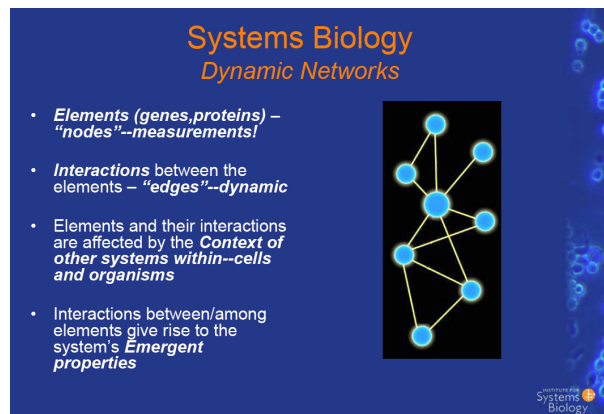 Systems Biology
Dynamic Networks
• Elements (genes,proteins) –
“nodes”--measurements!
• Interactions between the
elements – “edges”--dynamic
• Elements and their interactions
are affected by the Context of
other systems within--cells
and organisms
• Interactions between/among
elements give rise to the
system’s Emergent
properties
INSTITUTE FOR
Systems
Biology